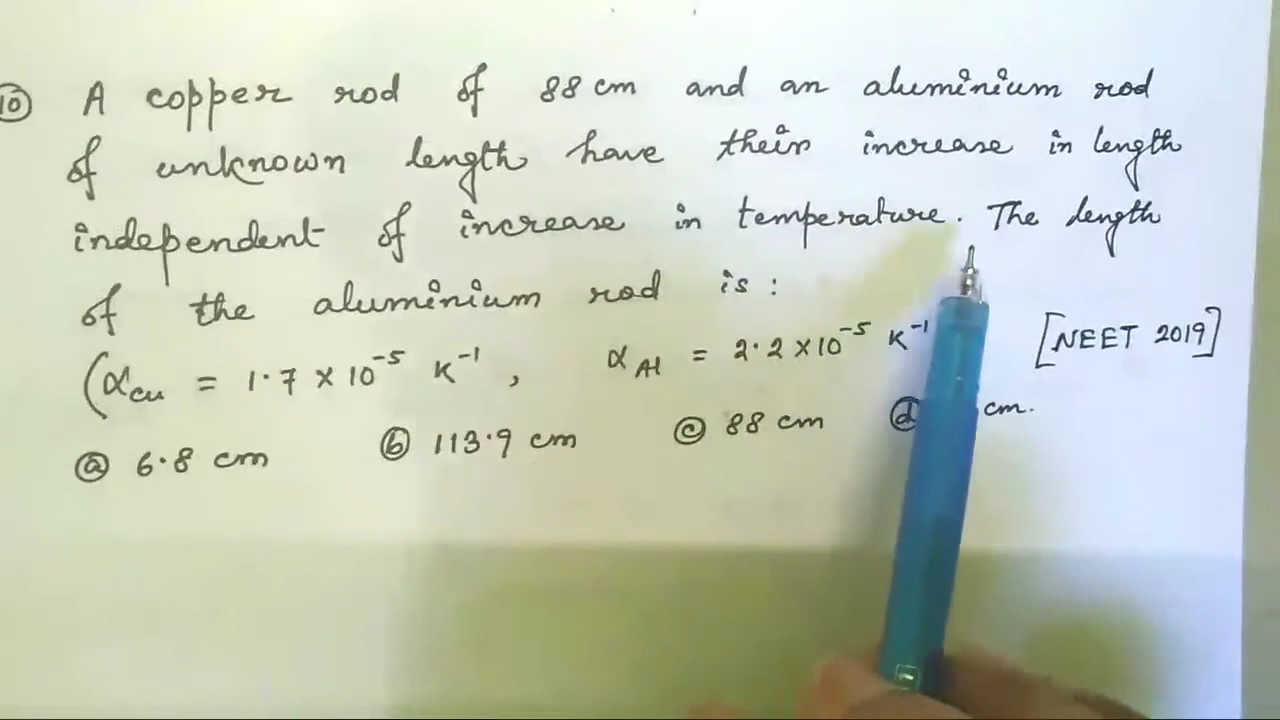 10 A copper rod of 88 cm and an aluminium rod
of unknown length have their increase in length
independent of increase in temperature. The length
of the aluminium rod is :
(αCu = 1.7 × 10⁻⁵ K⁻¹, αAl = 2.2 × 10⁻⁵ K⁻¹ [NEET 2019]
ⓐ 6.8 cm ⓑ 113.9 cm ⓒ 88 cm ⓓ cm.